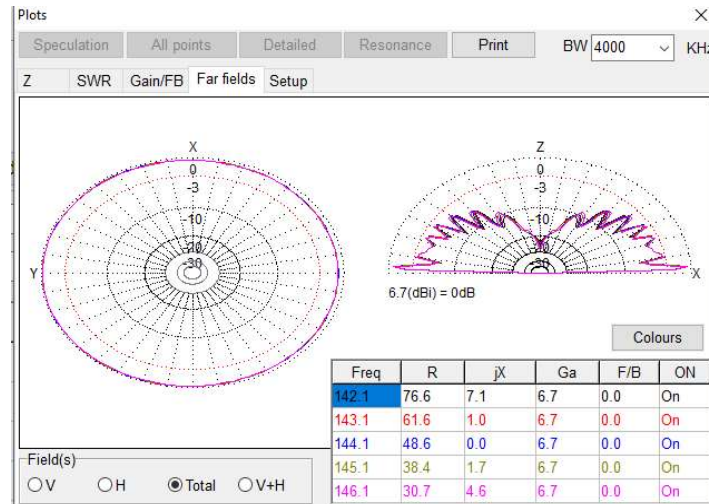 Plots
Speculation All points Detailed Resonance Print BW 4000 KHz
Z SWR Gain/FB Far fields Setup
X
0
-3
-10
-20
-30
Y
Z
0
-3
-10
-20
-30
X
6.7(dBi) = 0dB
Colours
Freq R jX Ga F/B ON
142.1 76.6 7.1 6.7 0.0 On
143.1 61.6 1.0 6.7 0.0 On
144.1 48.6 0.0 6.7 0.0 On
145.1 38.4 1.7 6.7 0.0 On
146.1 30.7 4.6 6.7 0.0 On
Field(s)
V H Total V+H